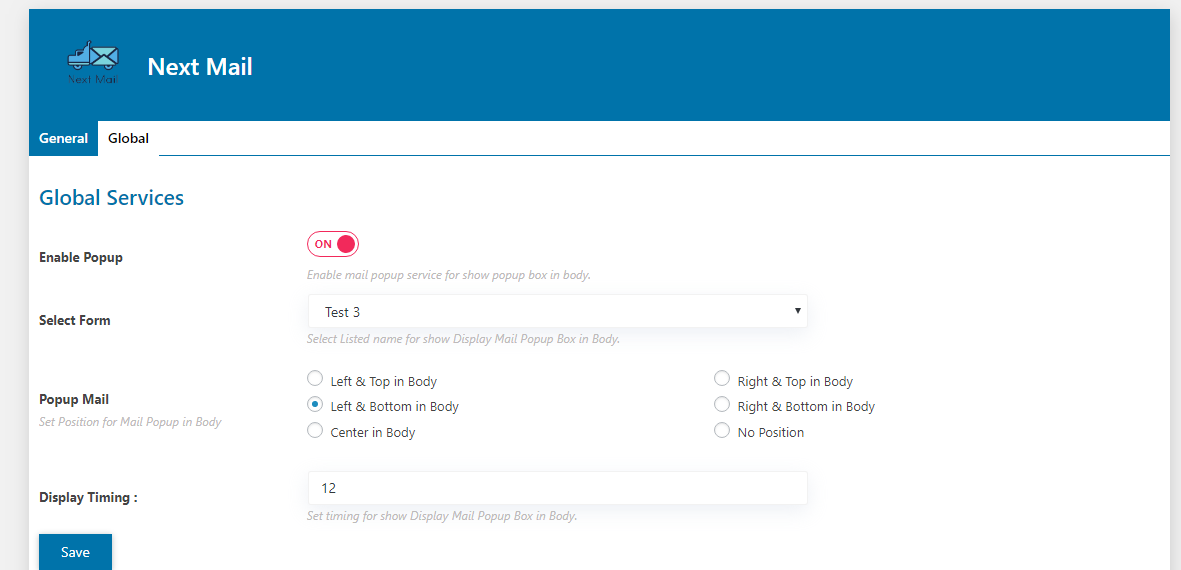 Next Mail
Next Mail
General Global
Global Services
Enable Popup
ON
Enable mail popup service for show popup box in body.
Select Form
Test 3
Select Listed name for show Display Mail Popup Box in Body.
Popup Mail
Set Position for Mail Popup in Body
Left & Top in Body
Right & Top in Body
Left & Bottom in Body
Right & Bottom in Body
Center in Body
No Position
Display Timing :
12
Set timing for show Display Mail Popup Box in Body.
Save